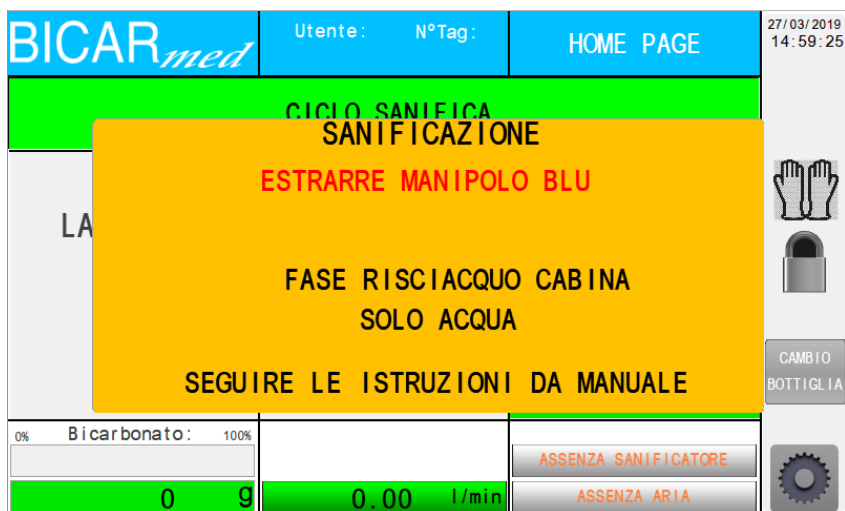 BICARmed
Utente: N°Tag:
HOME PAGE
27/03/2019
14:59:25
CICLO SANIFICA
SANIFICAZIONE
ESTRARRE MANIPOLO BLU
LA
FASE RISCIACQUO CABINA
SOLO ACQUA
SEGUIRE LE ISTRUZIONI DA MANUALE
CAMBIO
BOTTIGLIA
0% Bicarbonato: 100%
ASSENZA SANIFICATORE
0 g
0.00 l/min
ASSENZA ARIA